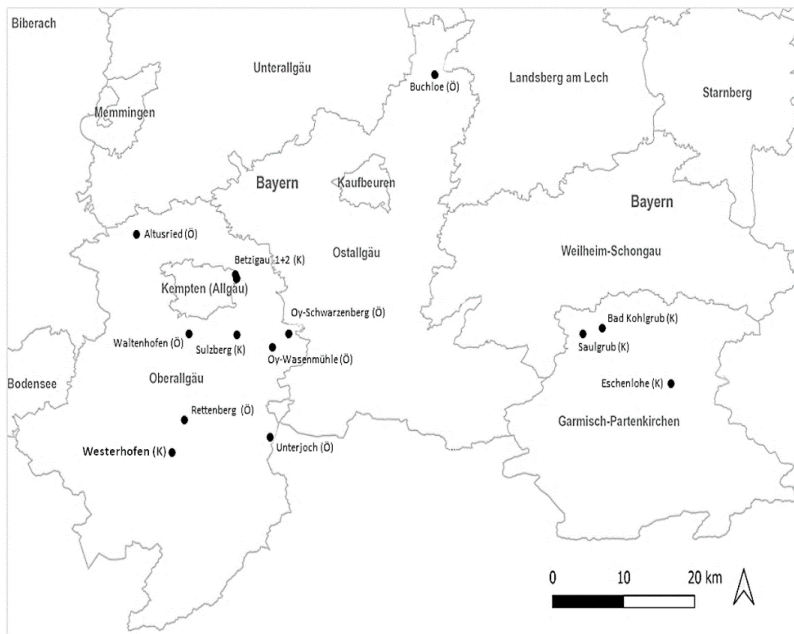 Biberach
Unterallgäu
Buchloe (Ö)
Landsberg am Lech
Starnberg
Memmingen
Bayern
Kaufbeuren
Bayern
Altusried (Ö)
Ostallgäu
Weilheim-Schongau
Betzigau 1+2 (K)
Kempten (Allgäu)
Oy-Schwarzenberg (Ö)
Bad Kohlgrub (K)
Waltenhofen (Ö)
Sulzberg (K)
Saulgrub (K)
Oy-Wasenmühle (Ö)
Bodensee
Oberallgäu
Eschenlohe (K)
Rettenberg (Ö)
Garmisch-Partenkirchen
Westerhofen (K)
Unterjoch (Ö)
0 10 20 km